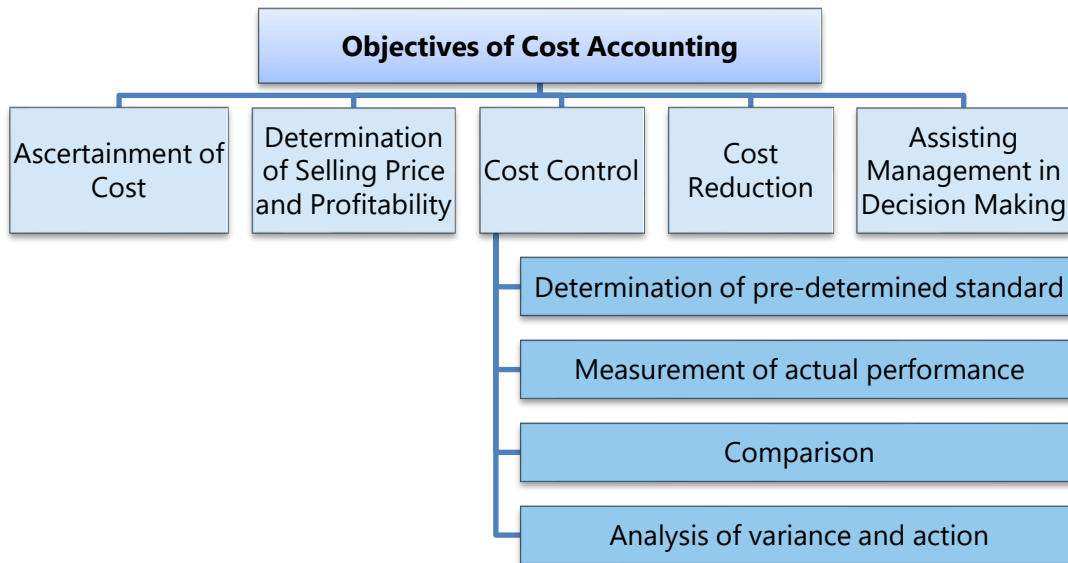 Objectives of Cost Accounting
Ascertainment of
Cost
Determination
of Selling Price
and Profitability
Cost Control
Cost
Reduction
Assisting
Management in
Decision Making
Determination of pre-determined standard
Measurement of actual performance
Comparison
Analysis of variance and action